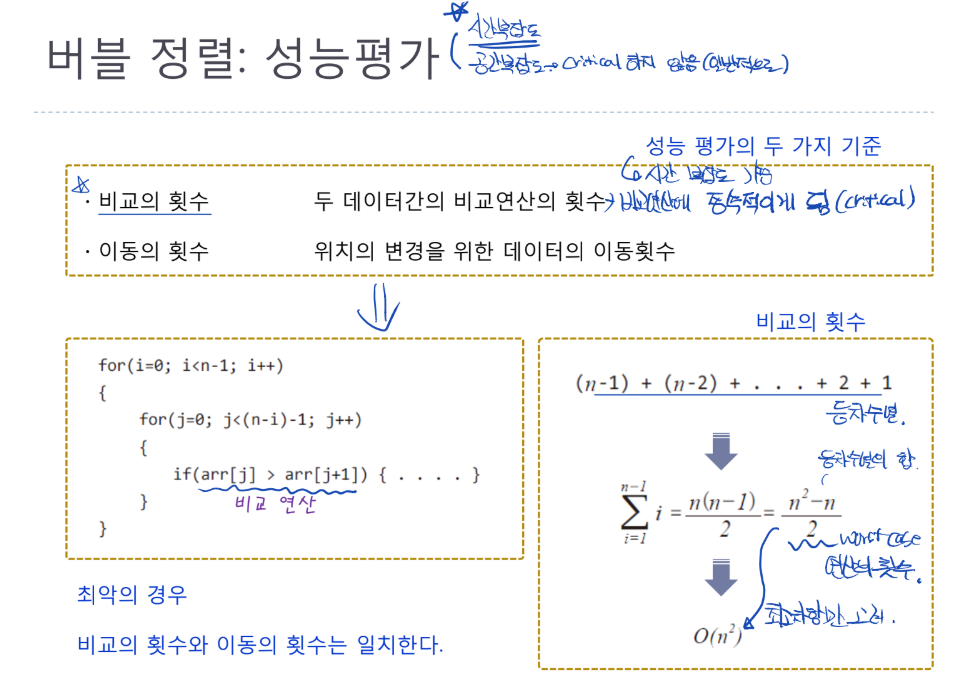 버블 정렬: 성능평가
시간복잡도
공간복잡도 → critical 하지 않음(일반적으로)
성능 평가의 두 가지 기준
시간 복잡도 기준
· 비교의 횟수 두 데이터간의 비교연산의 횟수 → 비교연산에 종속적이게 됨 (critical)
· 이동의 횟수 위치의 변경을 위한 데이터의 이동횟수
for(i=0; i<n-1; i++)
{
for(j=0; j<(n-i)-1; j++)
{
if(arr[j] > arr[j+1]) { . . . . }
비교 연산
}
}
최악의 경우
비교의 횟수와 이동의 횟수는 일치한다.
비교의 횟수
(n-1) + (n-2) + . . . + 2 + 1
등차수열.
등차수열의 합.
n-1 ∑ i=1 i = n(n-1)/2 = n²-n/2
worst case
연산의 횟수.
최고차항만 고려.
O(n²)